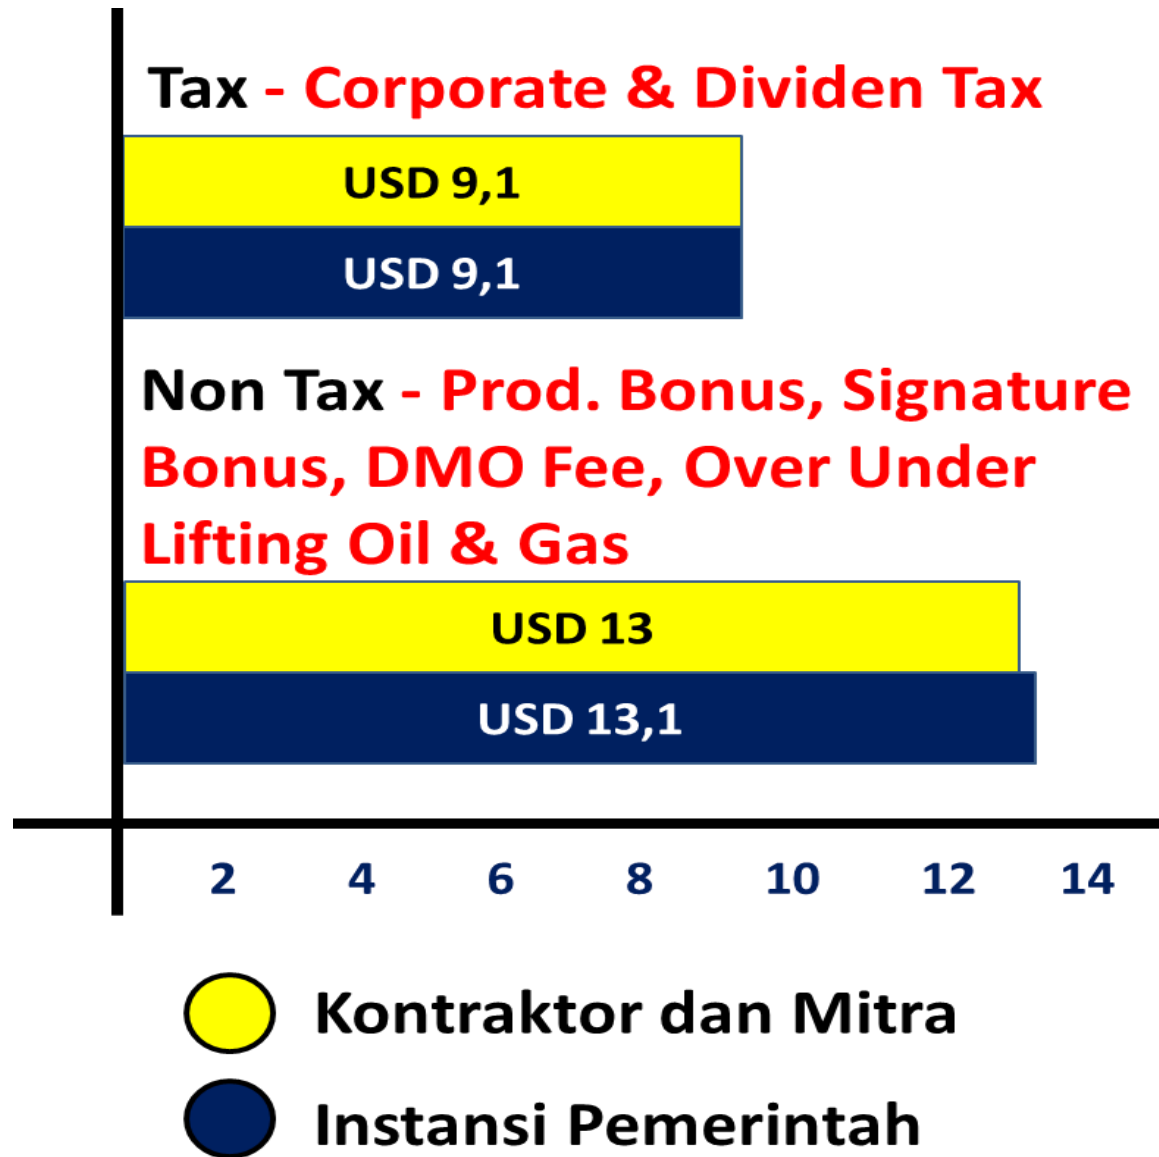 Tax - Corporate & Dividen Tax
USD 9,1
USD 9,1
Non Tax - Prod. Bonus, Signature
Bonus, DMO Fee, Over Under
Lifting Oil & Gas
USD 13
USD 13,1
2 4 6 8 10 12 14
Kontraktor dan Mitra
Instansi Pemerintah